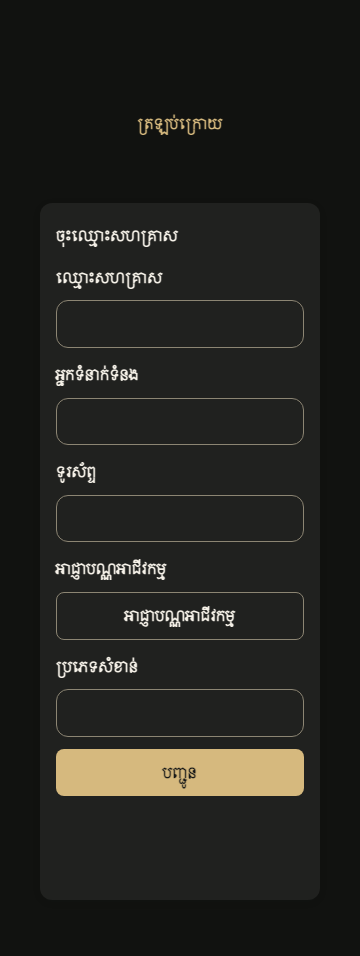 ត្រឡប់ក្រោយ
ចុះឈ្មោះសហគ្រាស
ឈ្មោះសហគ្រាស
អ្នកទំនាក់ទំនង
ទូរស័ព្ទ
អាជ្ញាបណ្ណអាជីវកម្ម
អាជ្ញាបណ្ណអាជីវកម្ម
ប្រភេទសំខាន់
បញ្ជូន